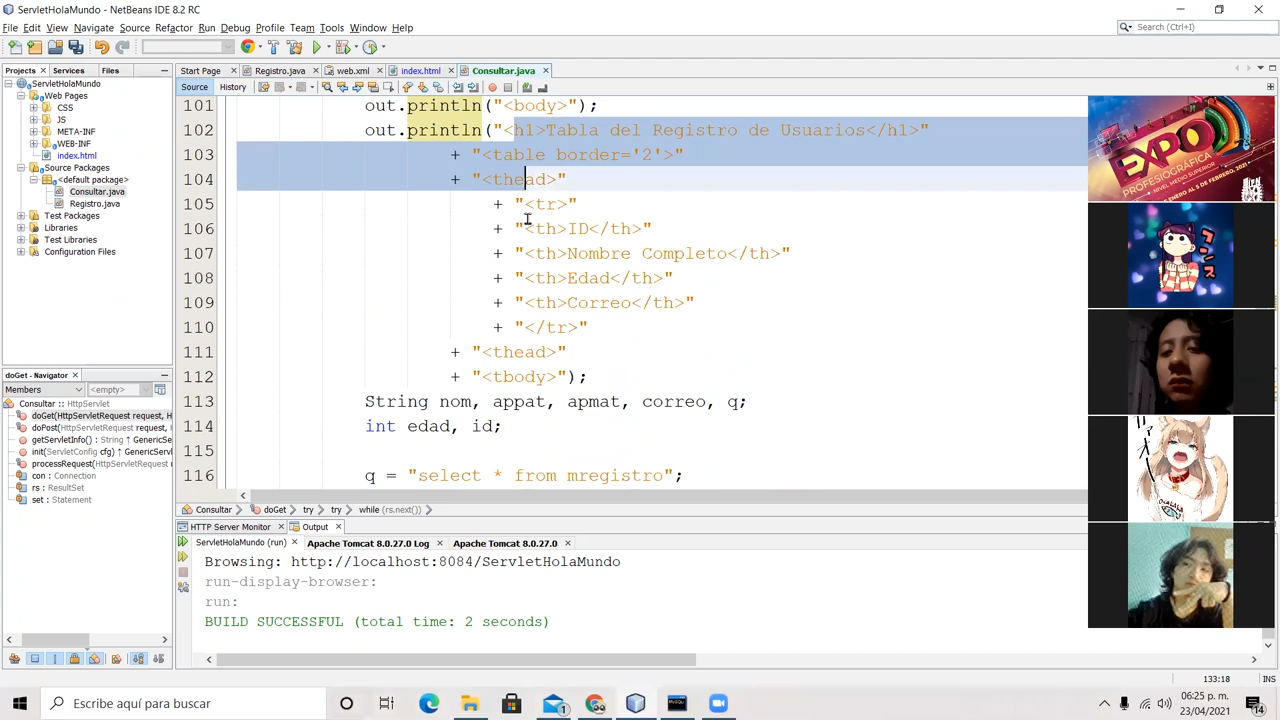 ServletHolaMundo - NetBeans IDE 8.2 RC
File Edit View Navigate Source Refactor Run Debug Profile Team Tools Window Help
Search (Ctrl+I)
Projects Services Files
Start Page Registro.java web.xml index.html Consultar.java
Source History
ServletHolaMundo
Web Pages
CSS
JS
META-INF
WEB-INF
index.html
Source Packages
<default package>
Consultar.java
Registro.java
Test Packages
Libraries
Test Libraries
Configuration Files
101 out.println("<body>");
102 out.println("<h1>Tabla del Registro de Usuarios</h1>"
103 + "<table border='2'>"
104 + "<thead>"
105 + "<tr>"
106 + "<th>ID</th>"
107 + "<th>Nombre Completo</th>"
108 + "<th>Edad</th>"
109 + "<th>Correo</th>"
110 + "</tr>"
111 + "<thead>"
112 + "<tbody>");
113 String nom, appat, apmat, correo, q;
114 int edad, id;
115
116 q = "select * from mregistro";
doGet - Navigator
Members <empty>
Consultar :: HttpServlet
doGet(HttpServletRequest request, H
doPost(HttpServletRequest request,
getServletInfo() : String ↑ GenericSe
init(ServletConfig cfg) ↑ GenericServ
processRequest(HttpServletRequest
con : Connection
rs : ResultSet
set : Statement
Consultar doGet try try while (rs.next())
HTTP Server Monitor Output
ServletHolaMundo (run) Apache Tomcat 8.0.27.0 Log Apache Tomcat 8.0.27.0
Browsing: http://localhost:8084/ServletHolaMundo
run-display-browser:
run:
BUILD SUCCESSFUL (total time: 2 seconds)
133:18 INS
EXPO
PROFESIOGRÁFICA
NIVEL MEDIO SUPERIOR
Escribe aquí para buscar
06:25 p. m.
23/04/2021
14